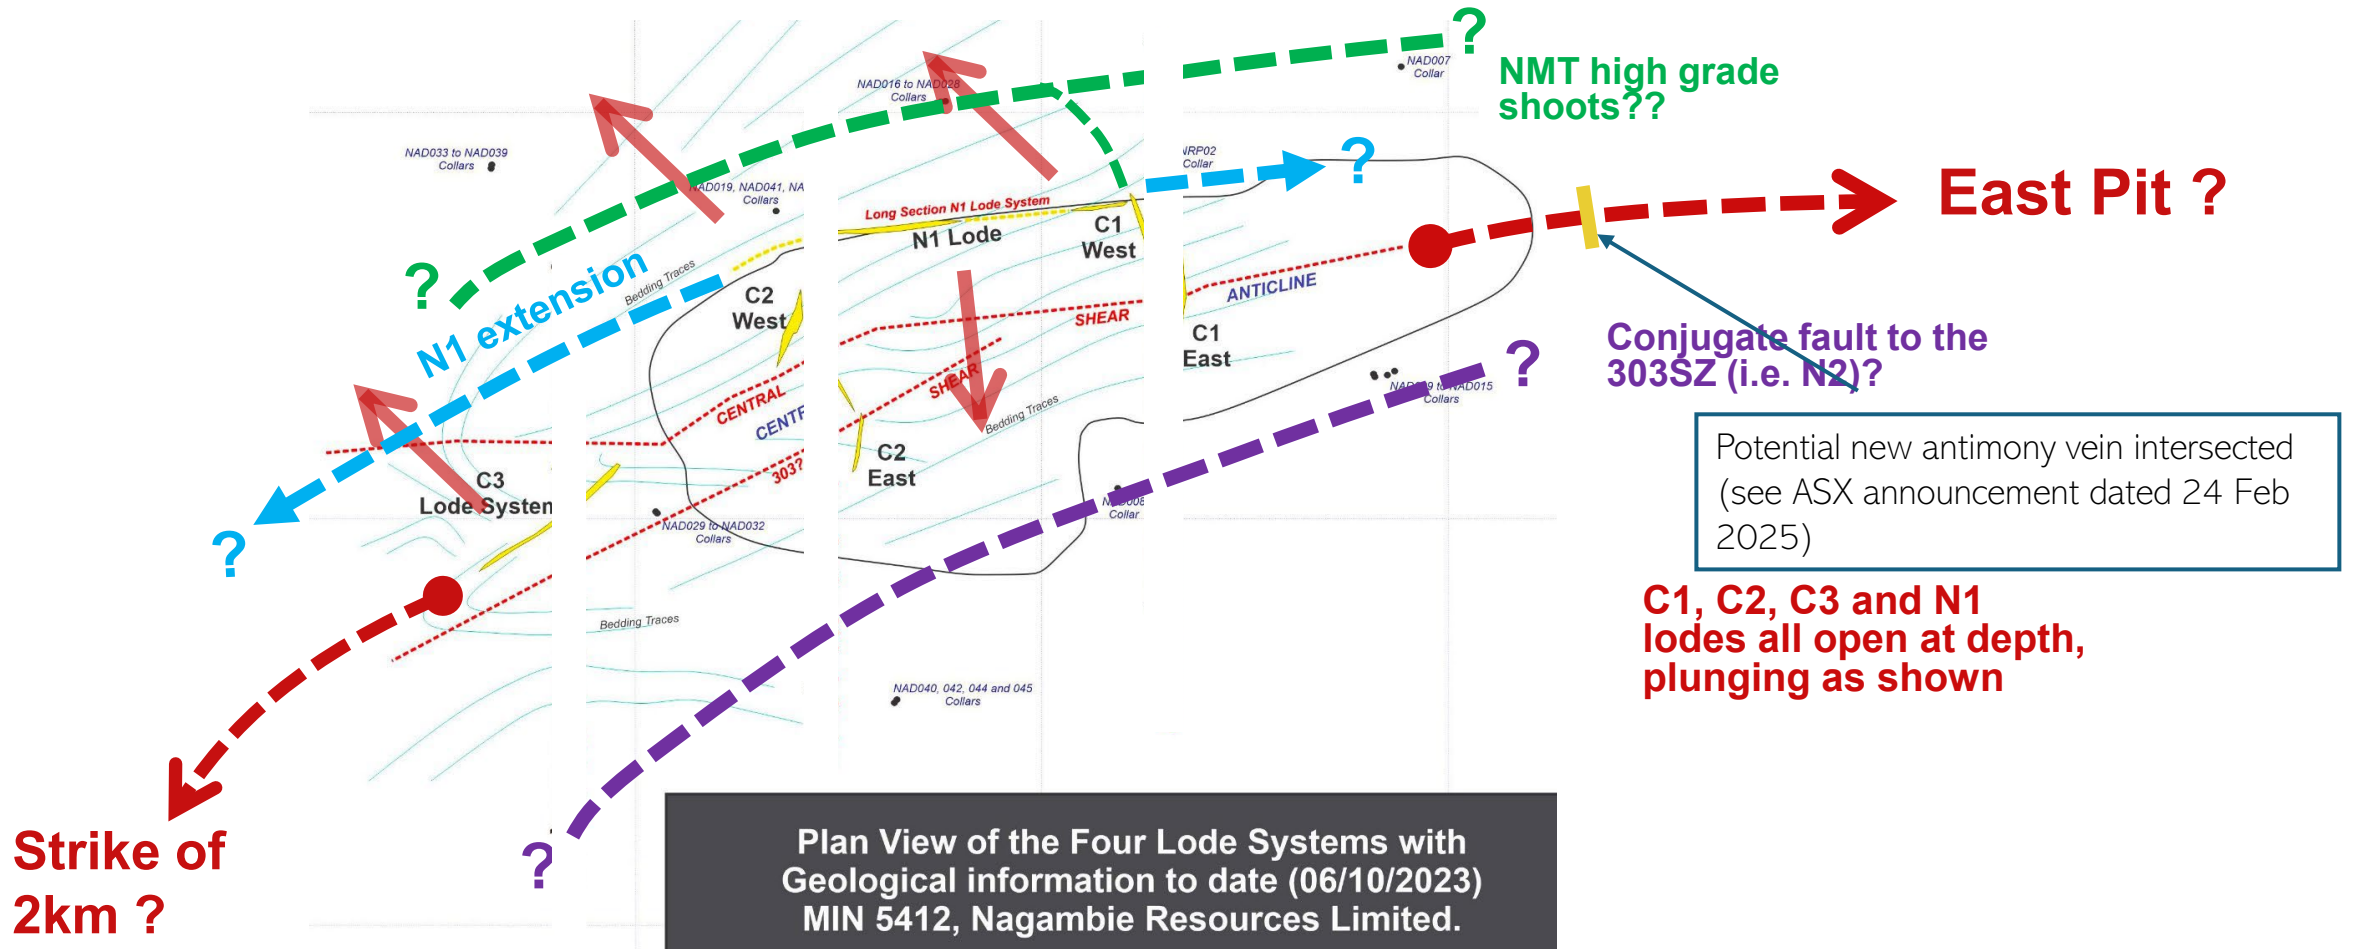 ?
NMT high grade
shoots??
NAD007
Collar
NAD016 to NAD028
Collars
NAD033 to NAD039
Collars
NRP02
Collar
?
East Pit ?
NAD019, NAD041, NA
Collars
Long Section N1 Lode System
N1 Lode
C1
West
?
N1 extension
Bedding Traces
C2
West
ANTICLINE
SHEAR
C1
East
Conjugate fault to the
303SZ (i.e. N2)?
?
SHEAR
CENTRAL
NAD009 to NAD015
Collars
Bedding Traces
C2
East
303?
C3
Lode System
Potential new antimony vein intersected
(see ASX announcement dated 24 Feb
2025)
NAD008
Collar
NAD029 to NAD032
Collars
?
C1, C2, C3 and N1
lodes all open at depth,
plunging as shown
Bedding Traces
NAD040, 042, 044 and 045
Collars
Strike of
2km ?
?
Plan View of the Four Lode Systems with
Geological information to date (06/10/2023)
MIN 5412, Nagambie Resources Limited.